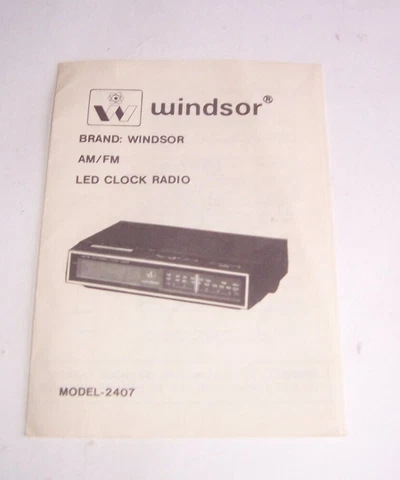 windsor®
BRAND: WINDSOR
AM/FM
LED CLOCK RADIO
MODEL-2407